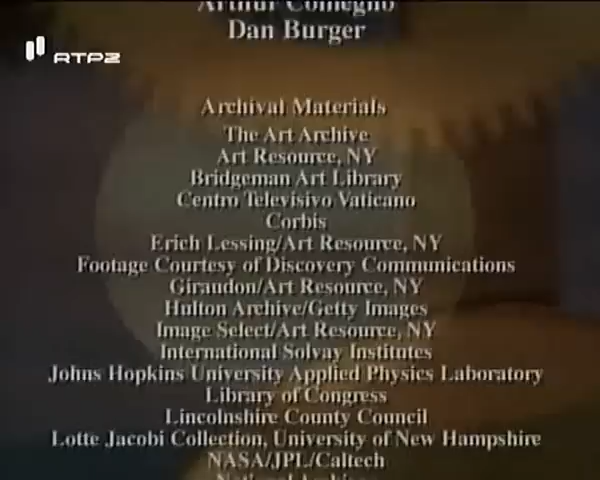 Arthur Comegno
Dan Burger
RTP2
Archival Materials
The Art Archive
Art Resource, NY
Bridgeman Art Library
Centro Televisivo Vaticano
Corbis
Erich Lessing/Art Resource, NY
Footage Courtesy of Discovery Communications
Giraudon/Art Resource, NY
Hulton Archive/Getty Images
Image Select/Art Resource, NY
International Solvay Institutes
Johns Hopkins University Applied Physics Laboratory
Library of Congress
Lincolnshire County Council
Lotte Jacobi Collection, University of New Hampshire
NASA/JPL/Caltech